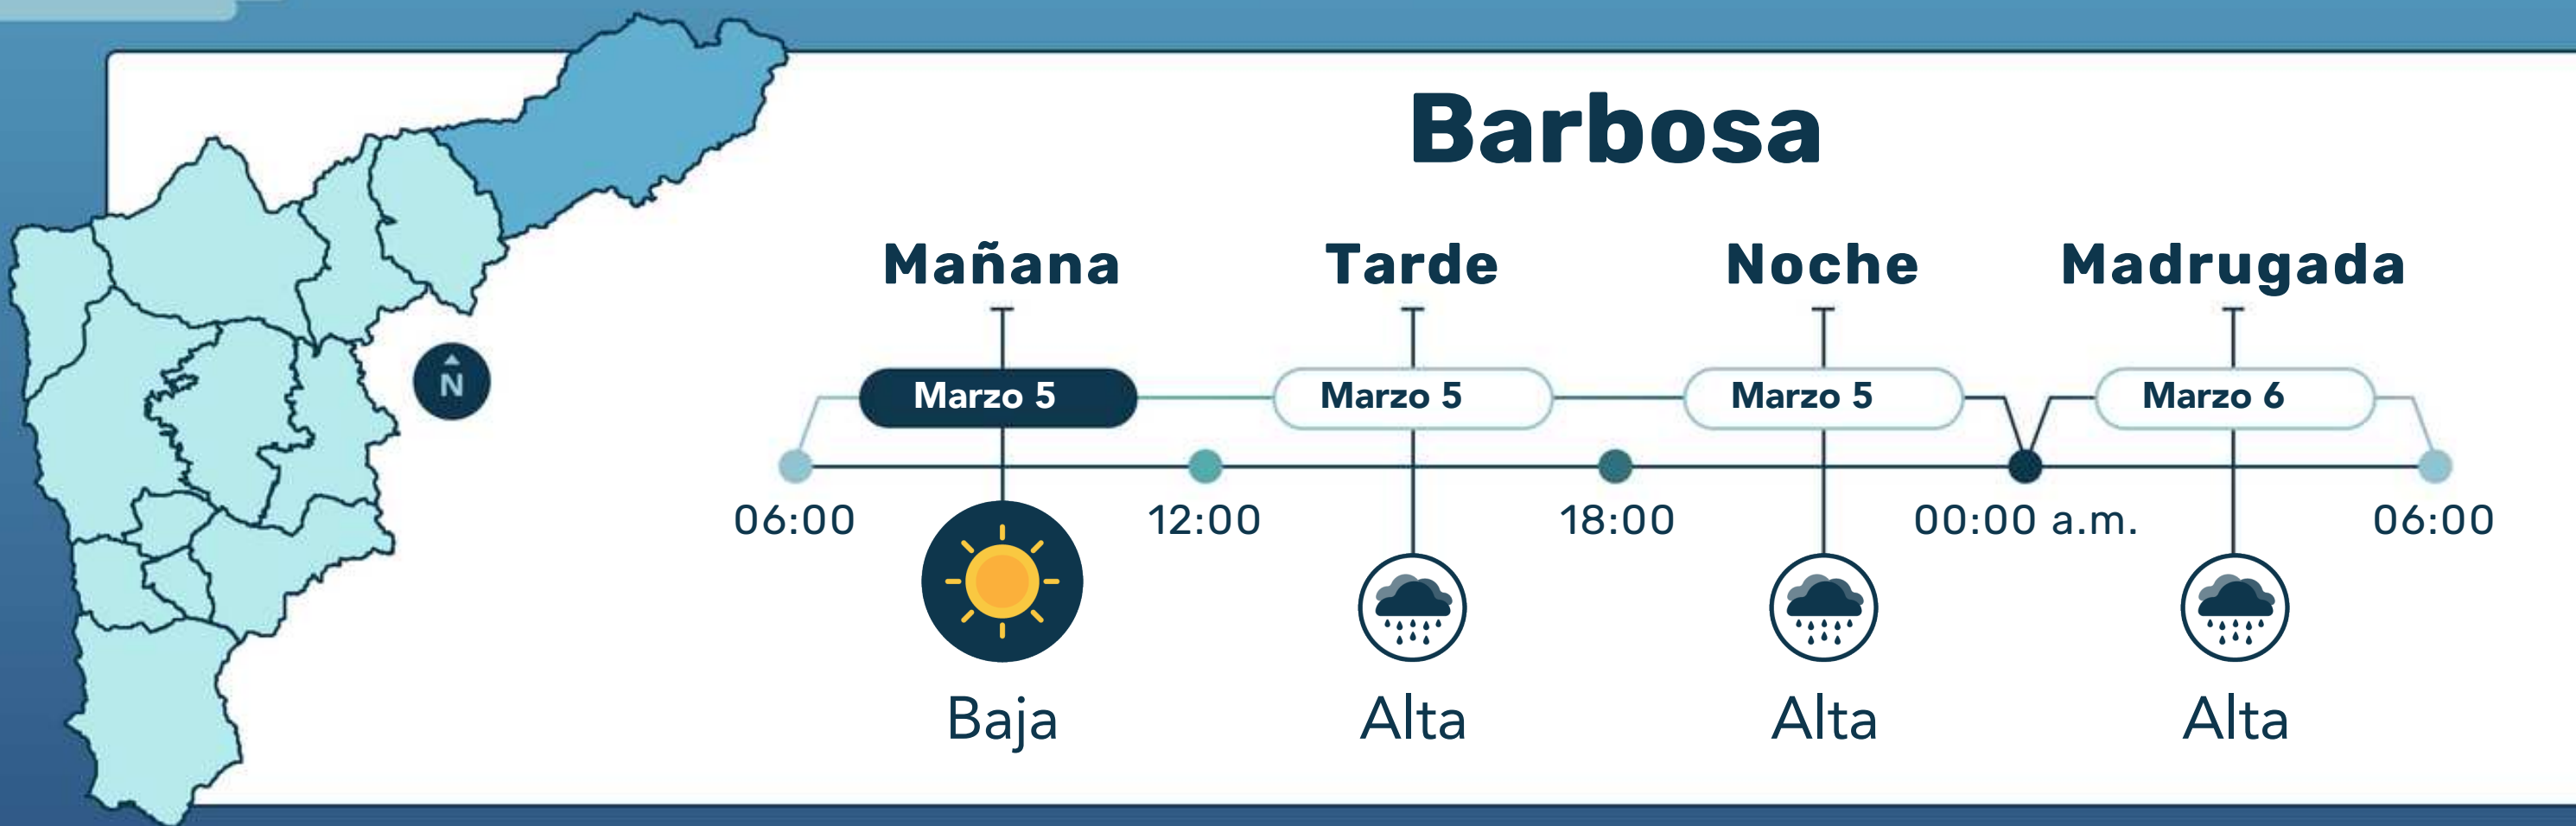 Barbosa
Mañana Tarde Noche Madrugada
N
Marzo 5 Marzo 5 Marzo 5 Marzo 6
06:00 12:00 18:00 00:00 a.m. 06:00
Baja Alta Alta Alta